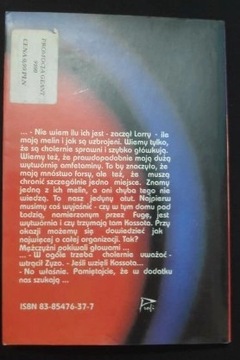 ... - Nie wiem ilu ich jest - zaczął Lorry - ile
mają melin i jak są uzbrojeni. Wiemy tylko,
że są cholernie sprawni i szybko główkują.
Wiemy też, że prawdopodobnie mają dużą
wytwórnię amfetaminy. To by znaczyło, że
mają mnóstwo forsy, ale też, że muszą
chronić szczególnie jedno miejsce. Znamy
jedną z ich melin, a oni chyba tego nie
wiedzą. To nasz jedyny atut. Najpierw
musimy coś wyjaśnić - czy w tym domu pod
łodzią, namierzonym przez Fugę, jest
wytwórnia i czy trzymają tam Kossota. Przy
okazji możemy się dowiedzieć jak
najwięcej o całej organizacji. Tak?
Mężczyźni pokiwali głowami ...
... - W ogóle trzeba cholernie uważać -
wtrącił Zyzo. - Jeśli wzięli Kossota...
- No właśnie. Pamiętajcie, że w dodatku
nas szukają ...
ISBN 83-85476-37-7